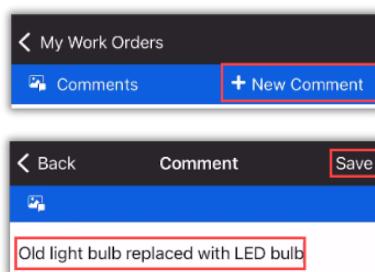 My Work Orders
Comments + New Comment
Back Comment Save
Old light bulb replaced with LED bulb